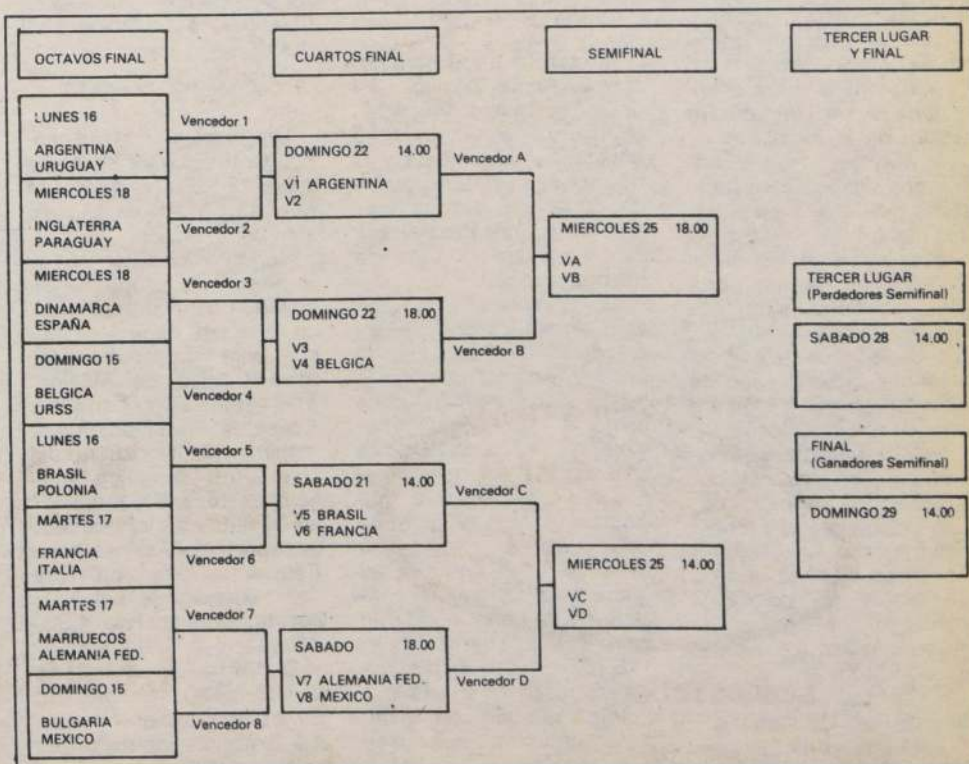 OCTAVOS FINAL
CUARTOS FINAL
SEMIFINAL
TERCER LUGAR
Y FINAL
LUNES 16
ARGENTINA
URUGUAY
MIERCOLES 18
INGLATERRA
PARAGUAY
MIERCOLES 18
DINAMARCA
ESPAÑA
DOMINGO 15
BELGICA
URSS
LUNES 16
BRASIL
POLONIA
MARTES 17
FRANCIA
ITALIA
MARTES 17
MARRUECOS
ALEMANIA FED.
DOMINGO 15
BULGARIA
MEXICO
Vencedor 1
Vencedor 2
Vencedor 3
Vencedor 4
Vencedor 5
Vencedor 6
Vencedor 7
Vencedor 8
DOMINGO 22 14.00
V1 ARGENTINA
V2
DOMINGO 22 18.00
V3
V4 BELGICA
SABADO 21 14.00
V5 BRASIL
V6 FRANCIA
SABADO 18.00
V7 ALEMANIA FED.
V8 MEXICO
Vencedor A
Vencedor B
Vencedor C
Vencedor D
MIERCOLES 25 18.00
VA
VB
MIERCOLES 25 14.00
VC
VD
TERCER LUGAR
(Perdedores Semifinal)
SABADO 28 14.00
FINAL
(Ganadores Semifinal)
DOMINGO 29 14.00